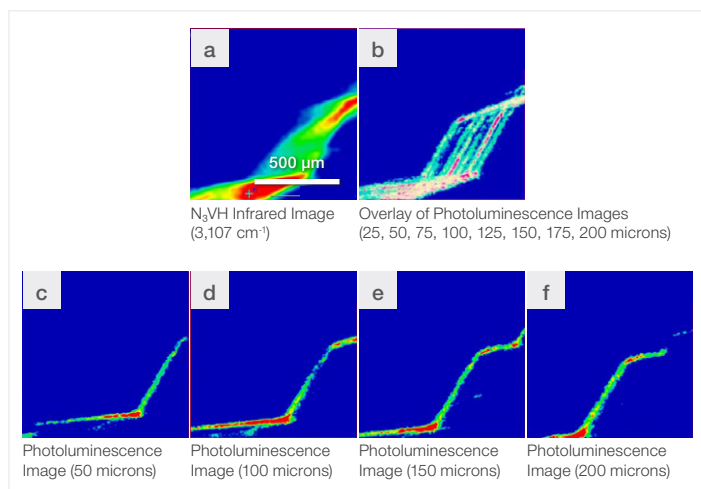 a
b
500 µm
N₃VH Infrared Image
(3,107 cm⁻¹)
Overlay of Photoluminescence Images
(25, 50, 75, 100, 125, 150, 175, 200 microns)
c
d
e
f
Photoluminescence
Image (50 microns)
Photoluminescence
Image (100 microns)
Photoluminescence
Image (150 microns)
Photoluminescence
Image (200 microns)